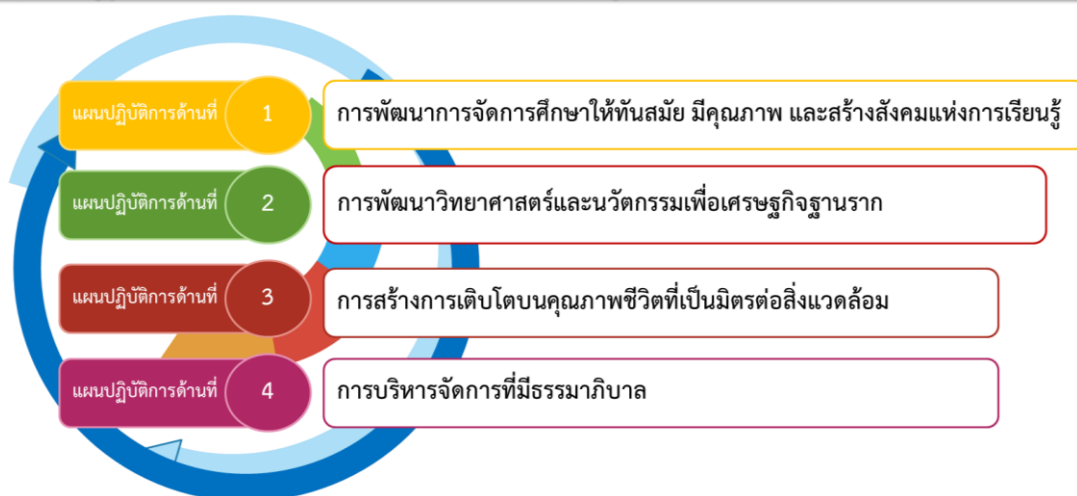 แผนปฏิบัติการด้านที่ 1 การพัฒนาการจัดการศึกษาให้ทันสมัย มีคุณภาพ และสร้างสังคมแห่งการเรียนรู้
แผนปฏิบัติการด้านที่ 2 การพัฒนาวิทยาศาสตร์และนวัตกรรมเพื่อเศรษฐกิจฐานราก
แผนปฏิบัติการด้านที่ 3 การสร้างการเติบโตบนคุณภาพชีวิตที่เป็นมิตรต่อสิ่งแวดล้อม
แผนปฏิบัติการด้านที่ 4 การบริหารจัดการที่มีธรรมาภิบาล